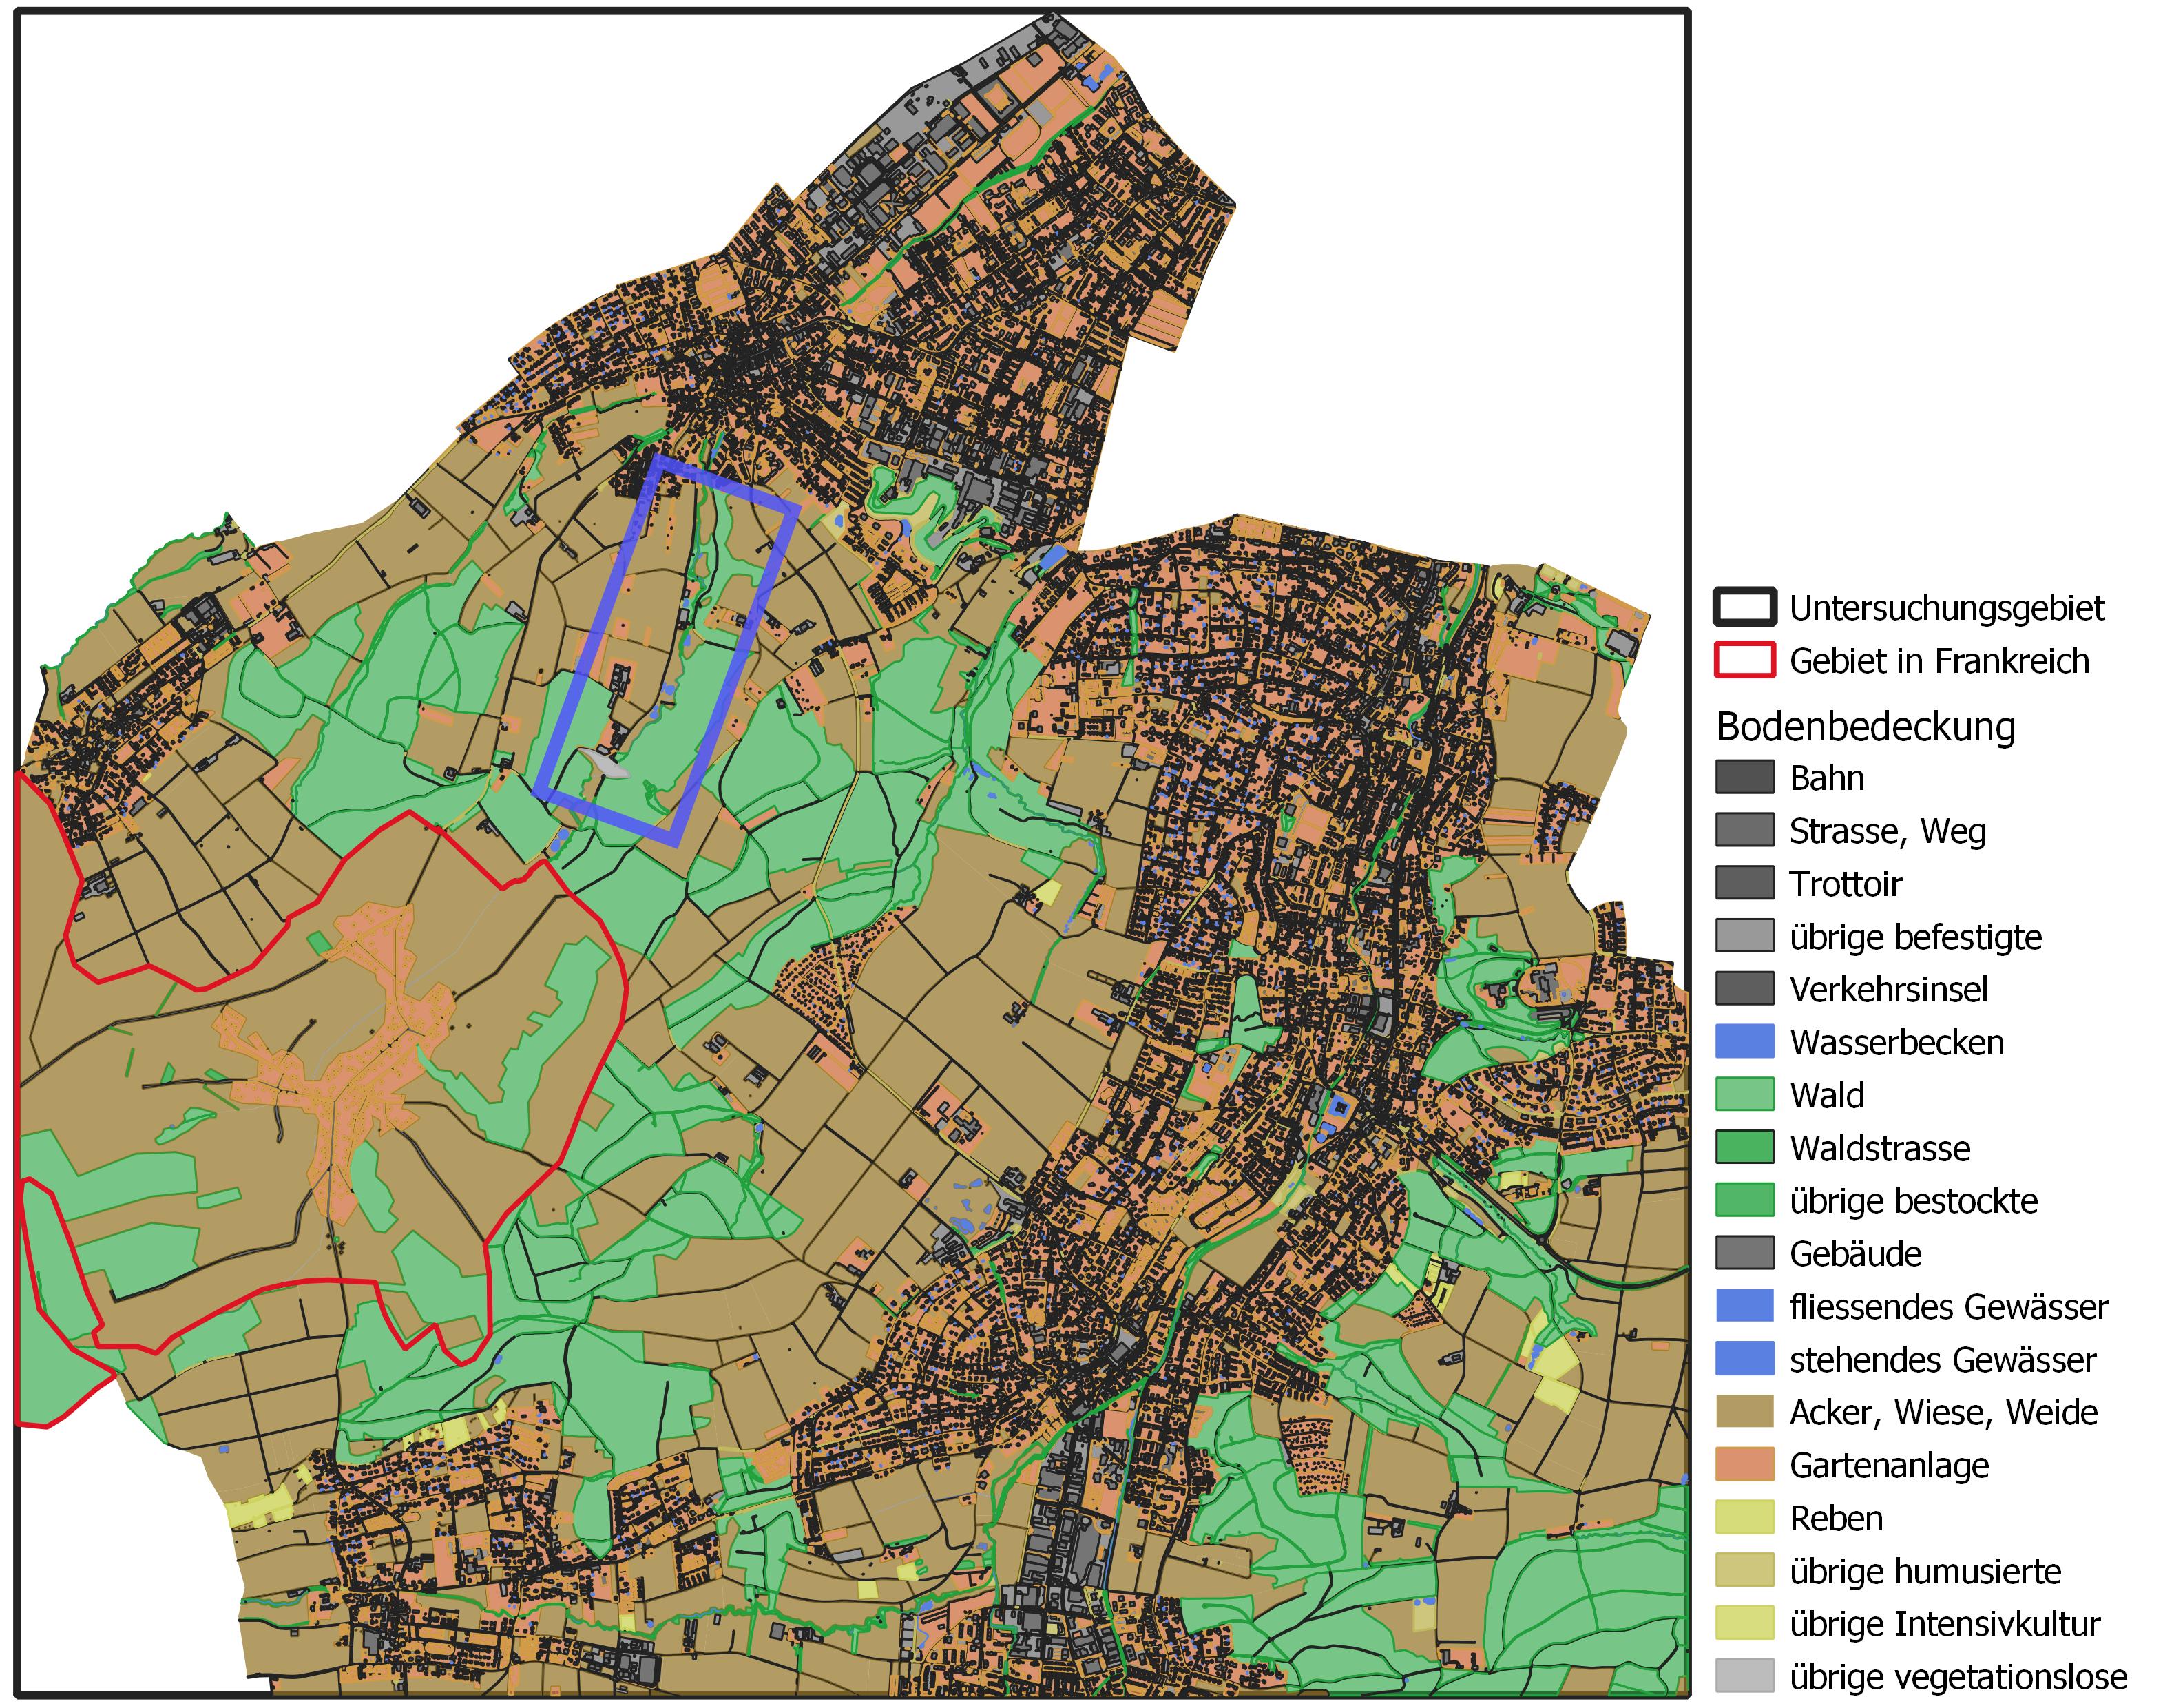 Untersuchungsgebiet
Gebiet in Frankreich
Bodenbedeckung
Bahn
Strasse, Weg
Trottoir
übrige befestigte
Verkehrsinsel
Wasserbecken
Wald
Waldstrasse
übrige bestockte
Gebäude
fliessendes Gewässer
stehendes Gewässer
Acker, Wiese, Weide
Gartenanlage
Reben
übrige humusierte
übrige Intensivkultur
übrige vegetationslose